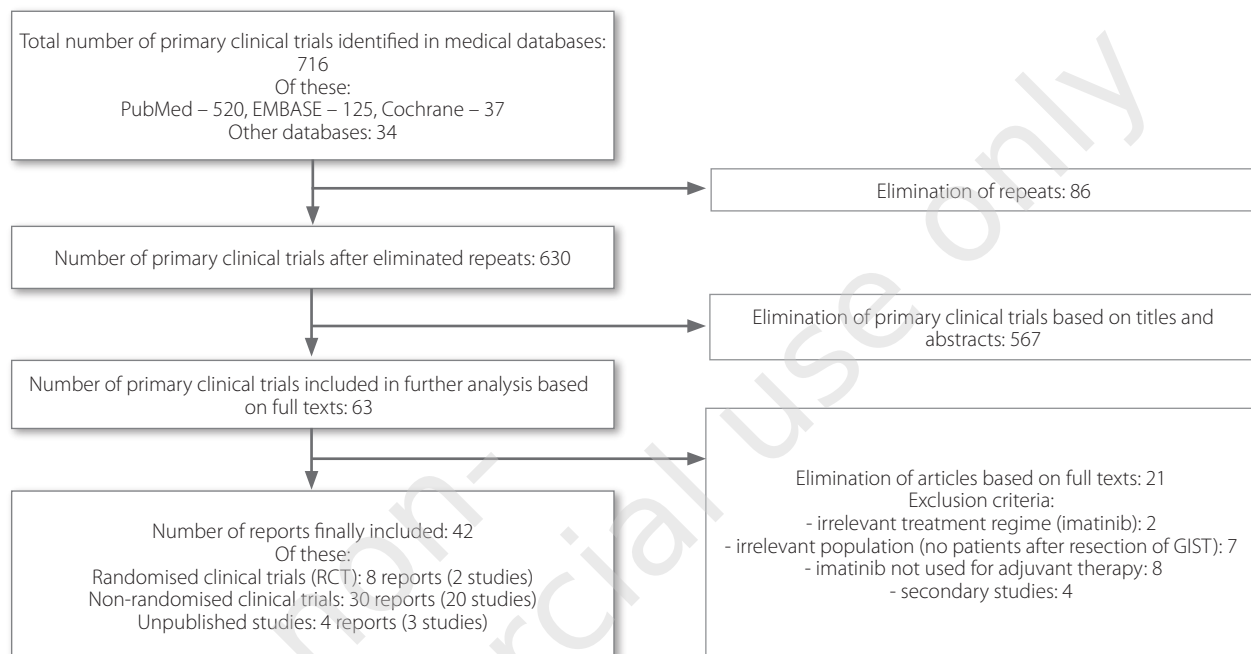 Total number of primary clinical trials identified in medical databases:
716
Of these:
PubMed – 520, EMBASE – 125, Cochrane – 37
Other databases: 34
Elimination of repeats: 86
Number of primary clinical trials after eliminated repeats: 630
Elimination of primary clinical trials based on titles and
abstracts: 567
Number of primary clinical trials included in further analysis based
on full texts: 63
Elimination of articles based on full texts: 21
Exclusion criteria:
- irrelevant treatment regime (imatinib): 2
- irrelevant population (no patients after resection of GIST): 7
- imatinib not used for adjuvant therapy: 8
- secondary studies: 4
Number of reports finally included: 42
Of these:
Randomised clinical trials (RCT): 8 reports (2 studies)
Non-randomised clinical trials: 30 reports (20 studies)
Unpublished studies: 4 reports (3 studies)
non-
rcial use only